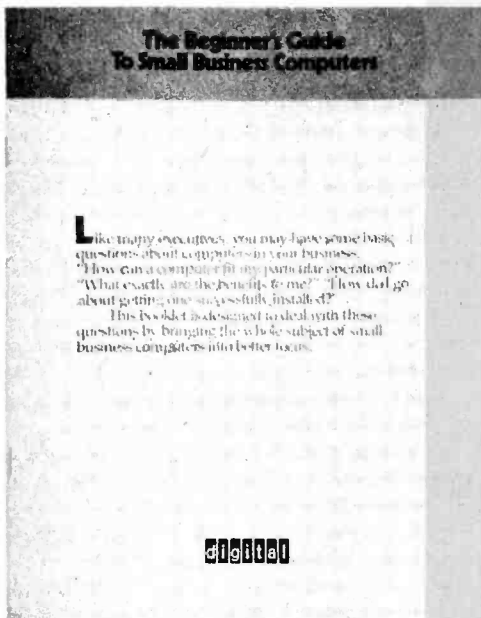 The Beginner's Guide
To Small Business Computers
Like many executives, you may have some basic
questions about computers in your business.
"How can a computer fit my particular operation?"
"What exactly are the benefits to me?" "How do I go
about getting one successfully installed?"
This booklet is designed to deal with these
questions by bringing the whole subject of small
business computers into better focus.
digital